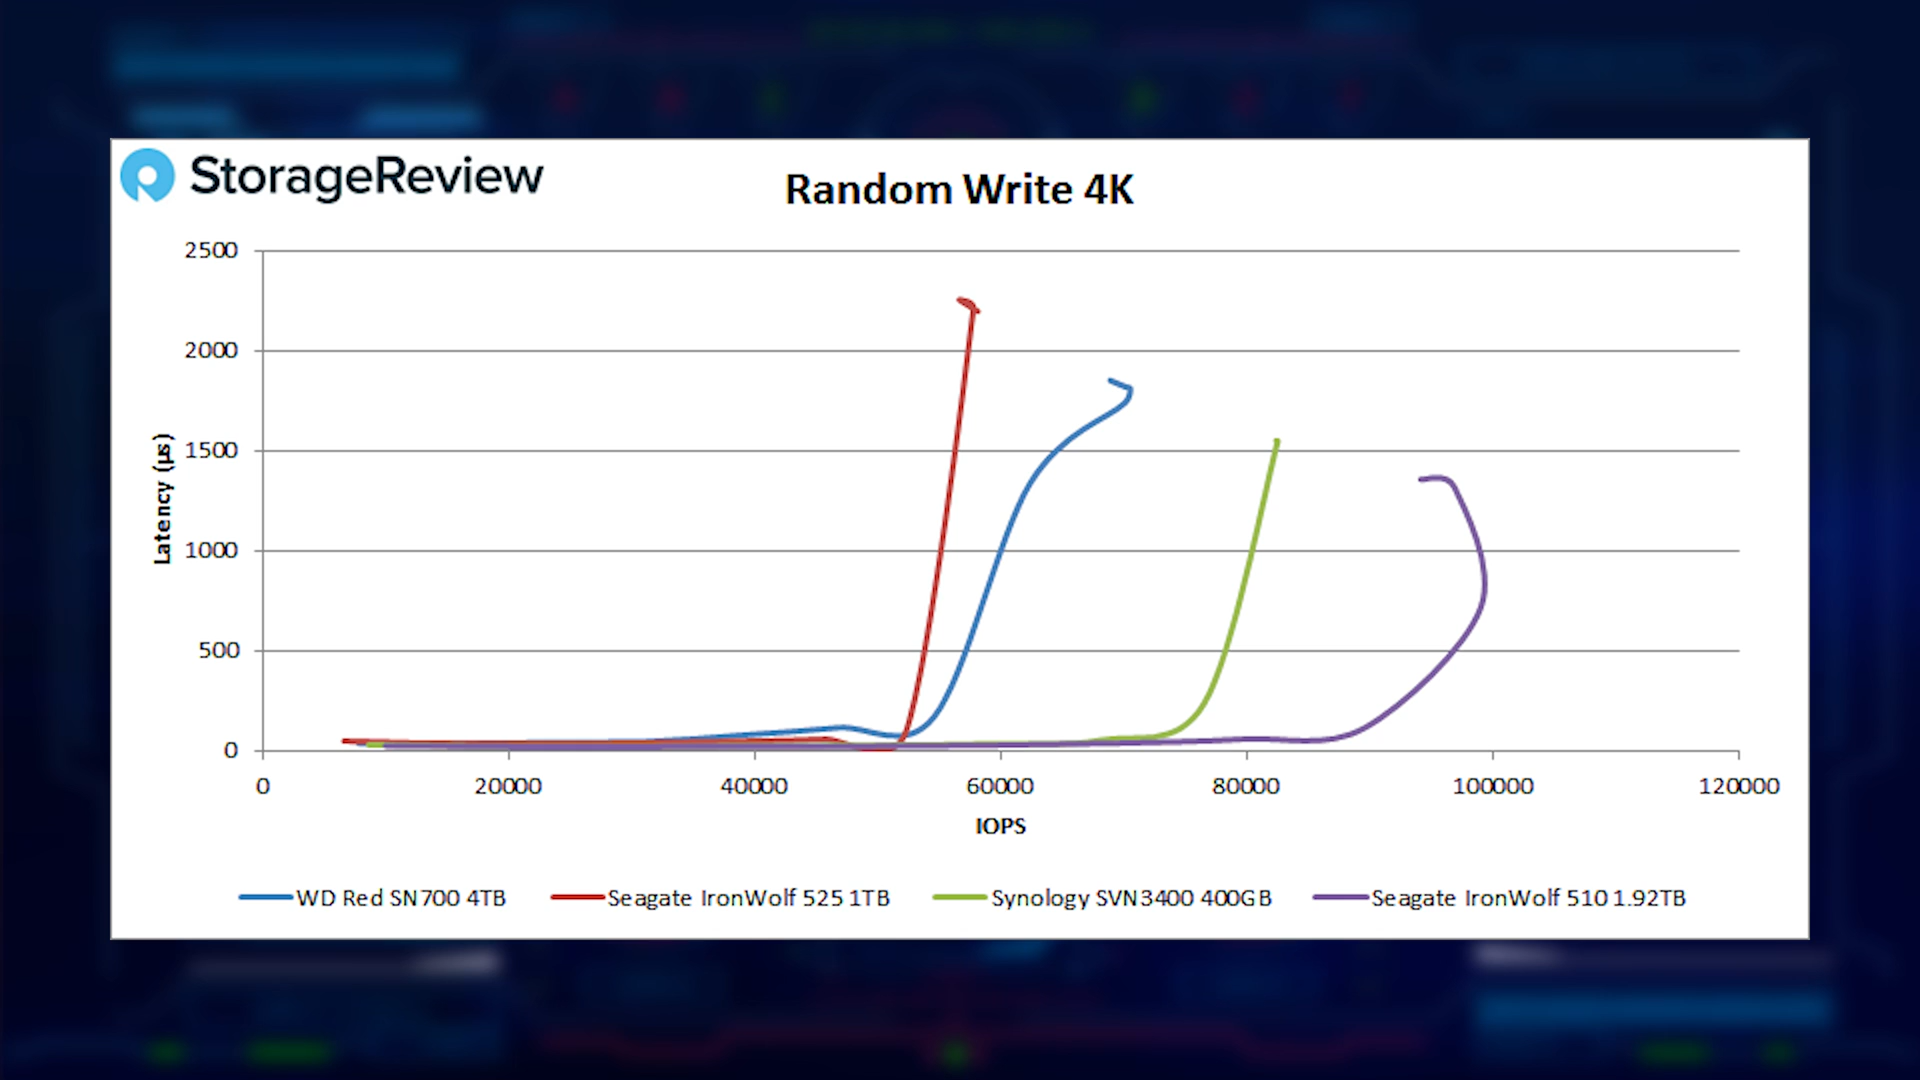 StorageReview
Random Write 4K
2500
2000
1500
1000
500
0
Latency (µs)
0 20000 40000 60000 80000 100000 120000
IOPS
WD Red SN700 4TB Seagate IronWolf 525 1TB Synology SVN3400 400GB Seagate IronWolf 510 1.92TB